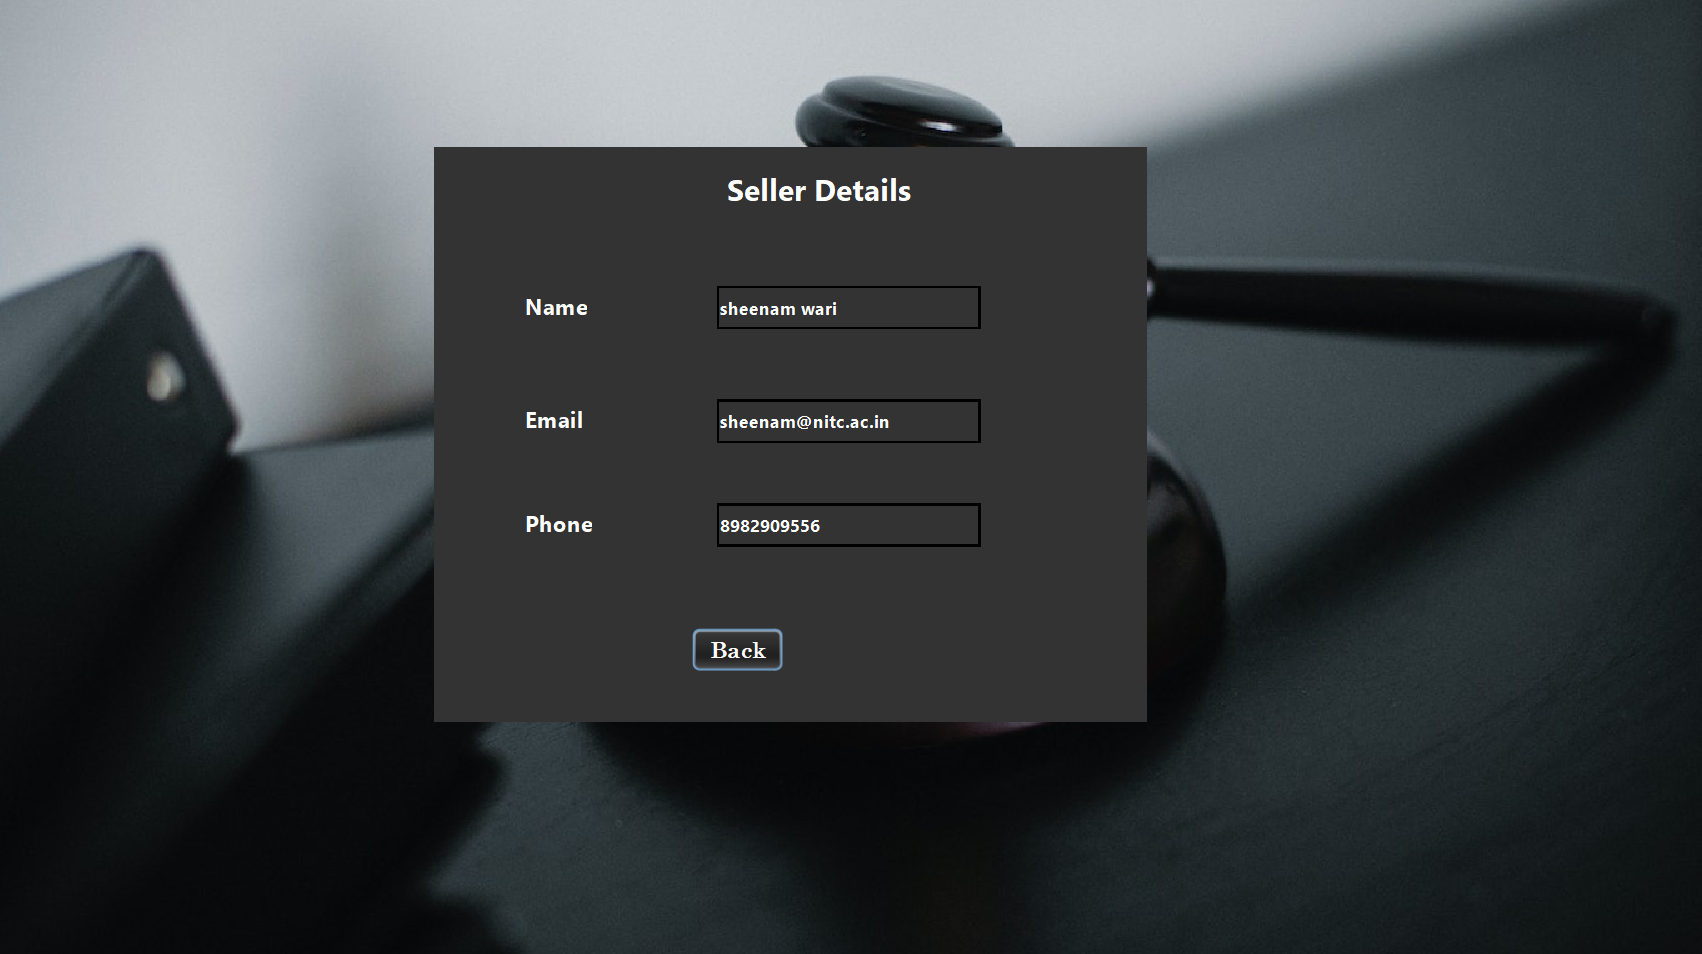 Seller Details
Name
sheenam wari
Email
sheenam@nitc.ac.in
Phone
8982909556
Back